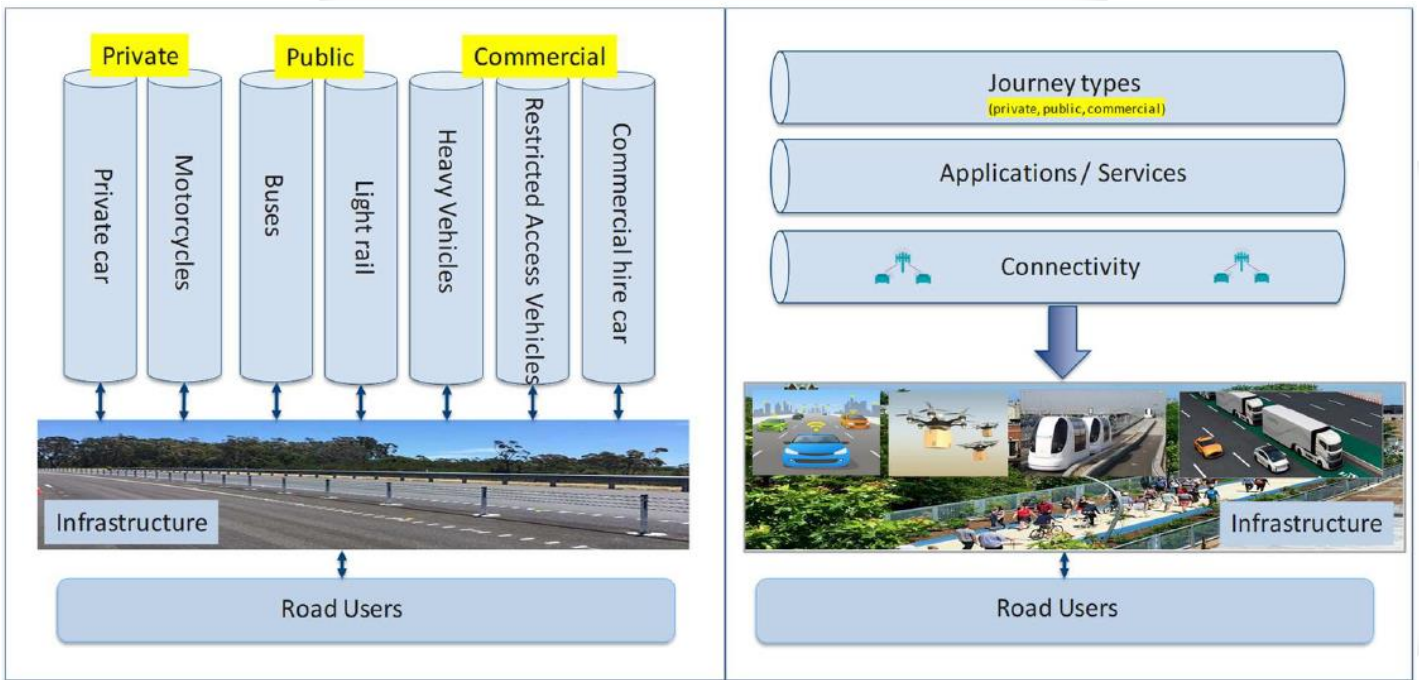 Private
Public
Commercial
Private car
Motorcycles
Buses
Light rail
Heavy Vehicles
Restricted Access Vehicles
Commercial hire car
Infrastructure
Road Users
Journey types
(private, public, commercial)
Applications / Services
Connectivity
Infrastructure
Road Users